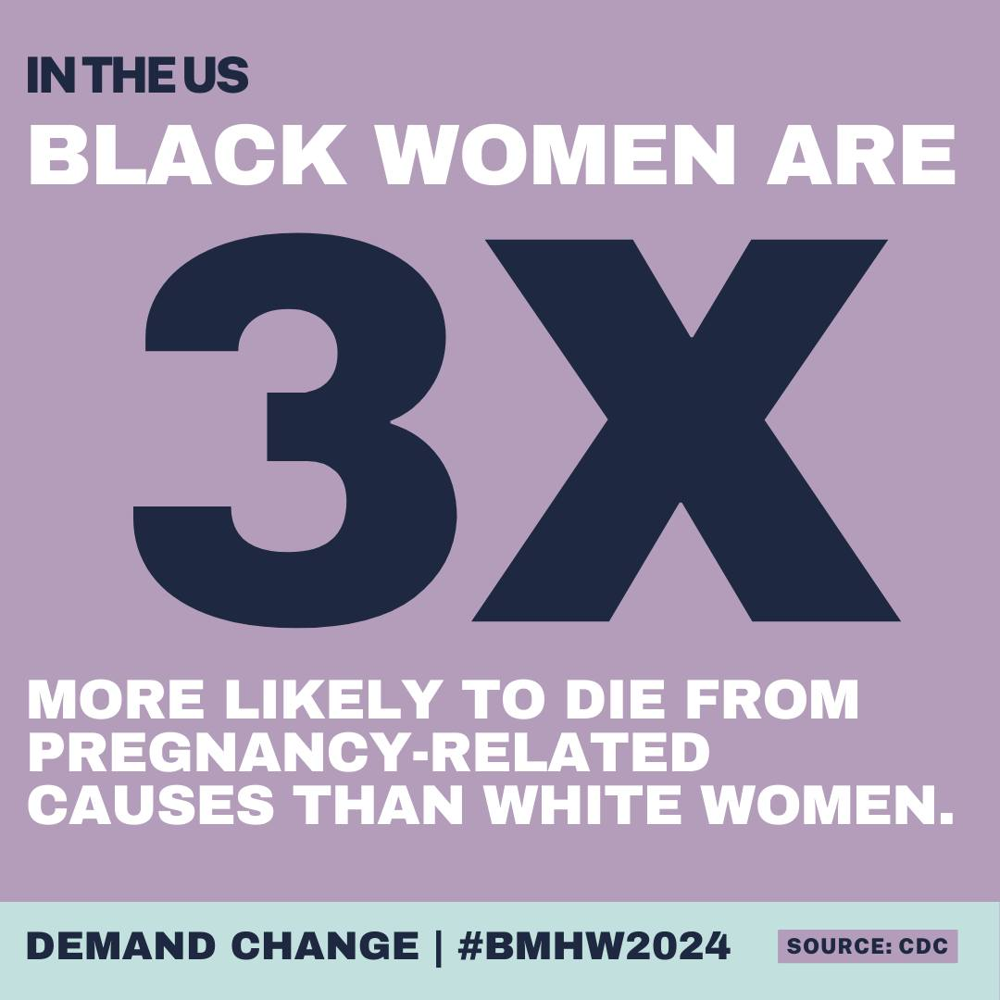 IN THE US
BLACK WOMEN ARE
3X
MORE LIKELY TO DIE FROM
PREGNANCY-RELATED
CAUSES THAN WHITE WOMEN.
DEMAND CHANGE | #BMHW2024
SOURCE: CDC